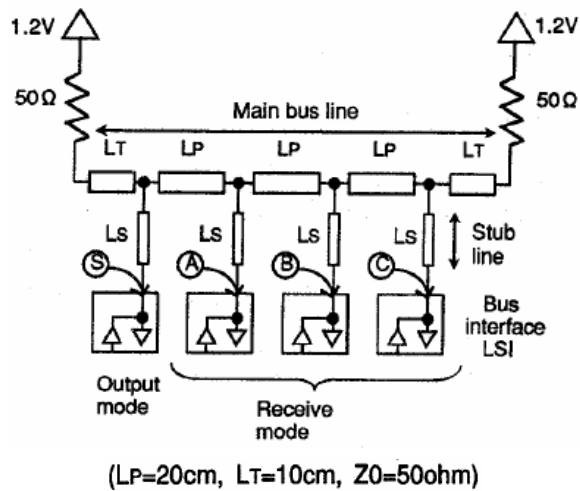 1.2V 1.2V
50Ω 50Ω
Main bus line
LT LP LP LP LT
LS LS LS LS
Stub line
S A B C
Bus interface LSI
Output mode
Receive mode
(LP=20cm, LT=10cm, Z0=50ohm)